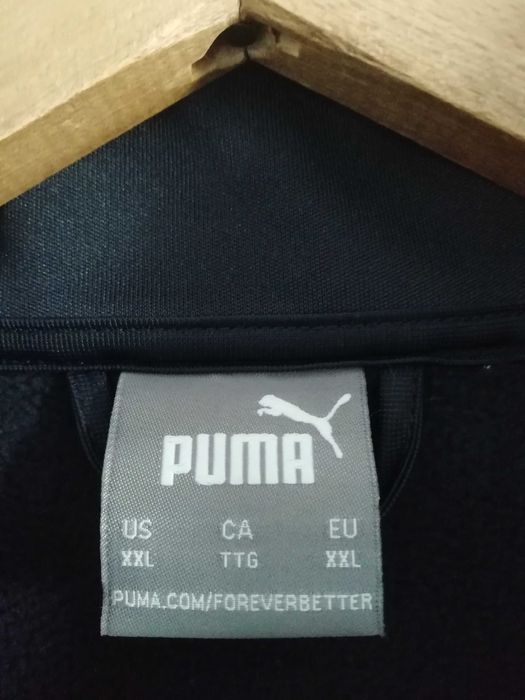 PUMA
US CA EU
XXL TTG XXL
PUMA.COM/FOREVERBETTER